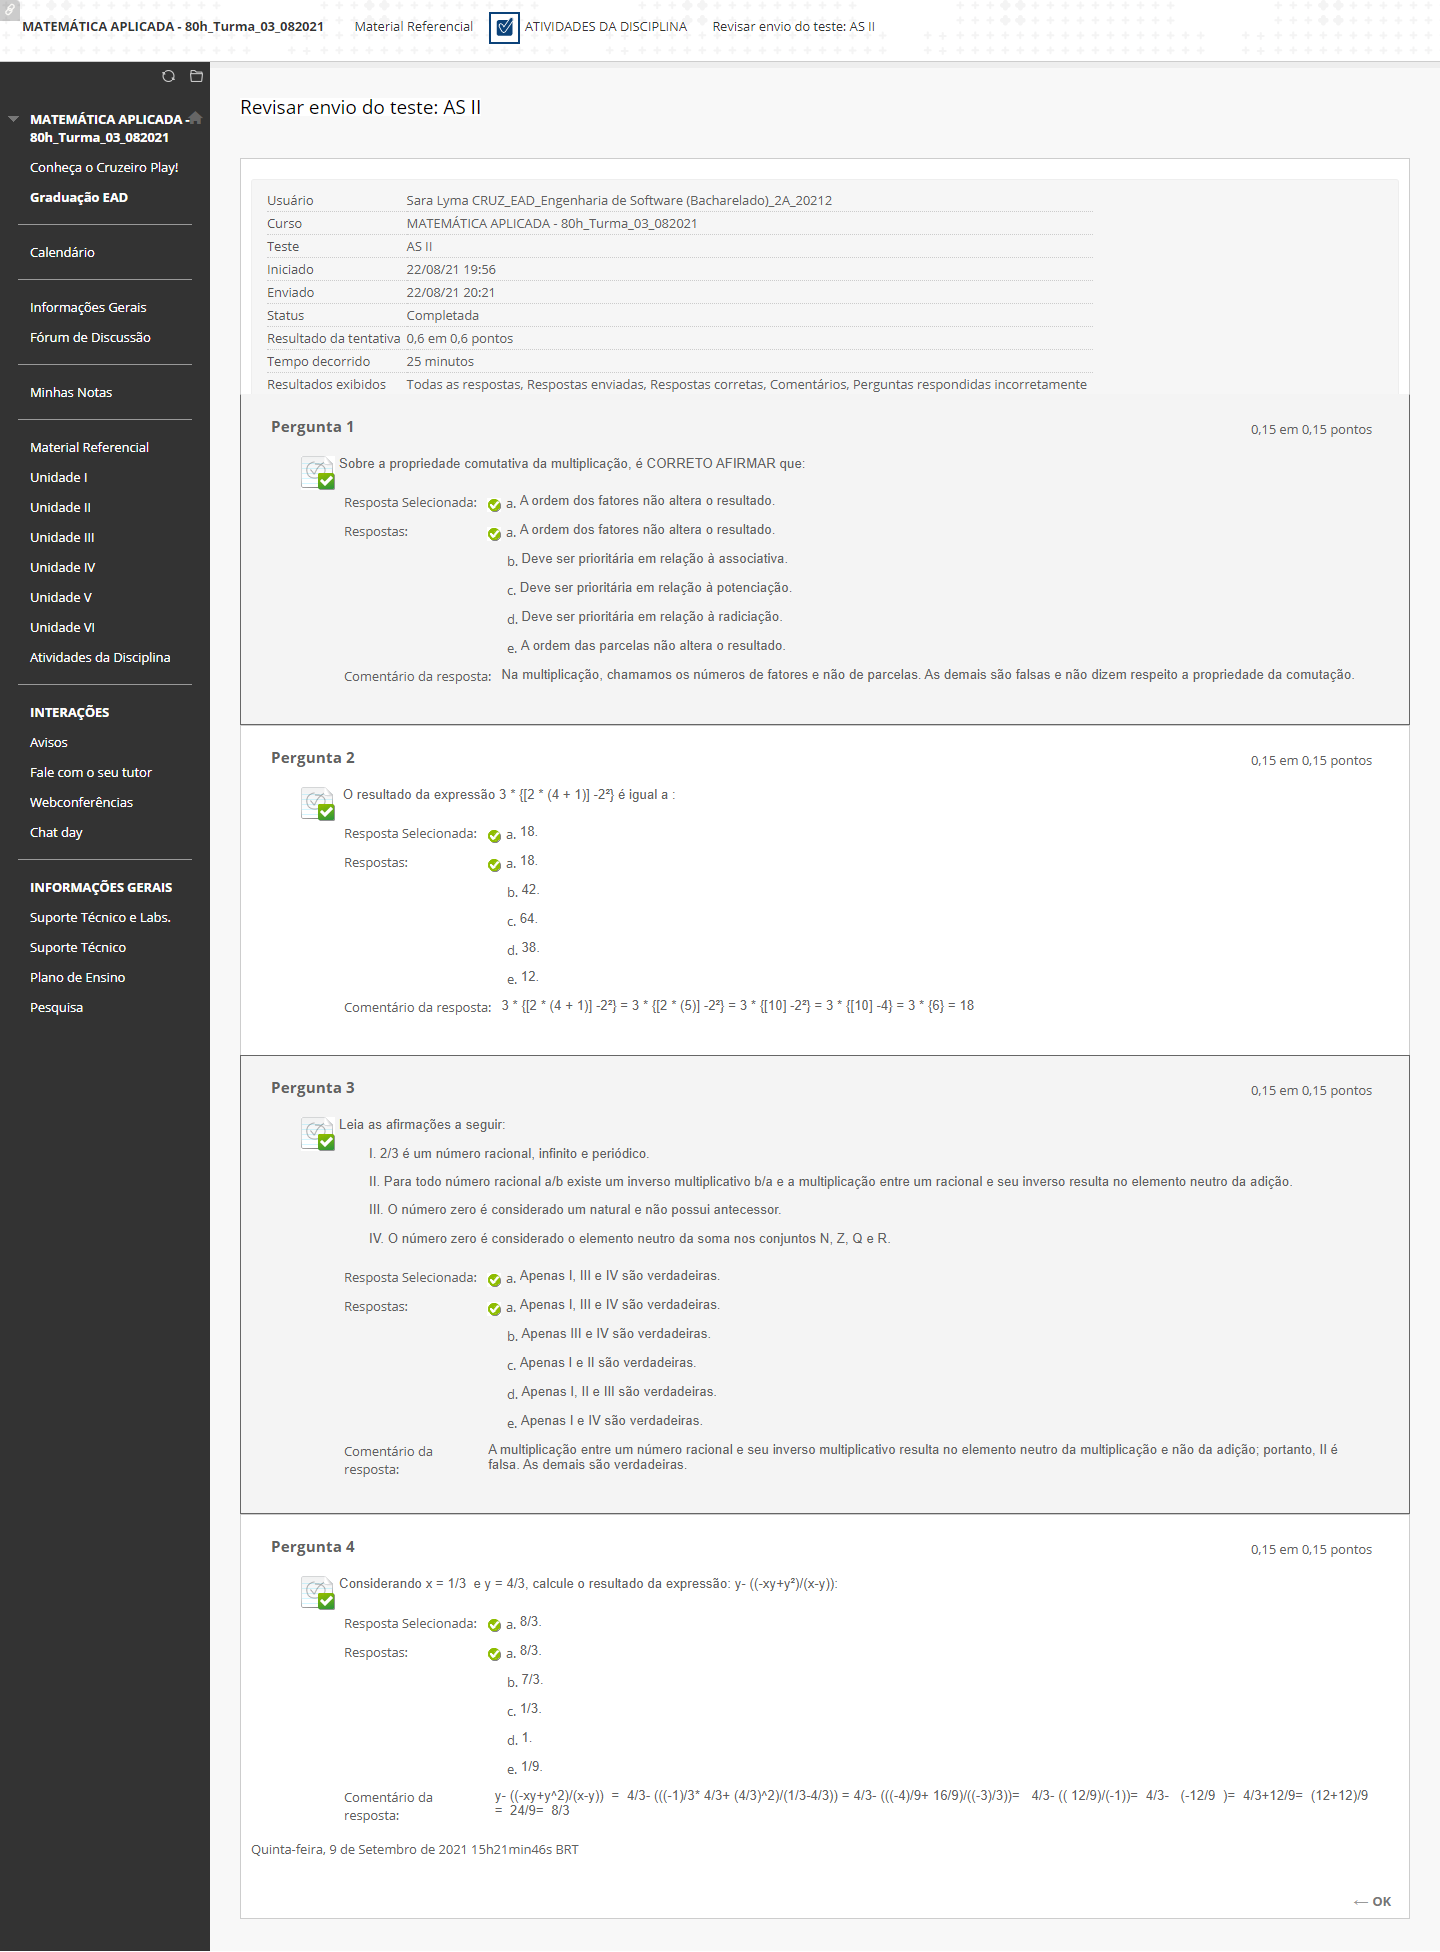 MATEMÁTICA APLICADA - 80h_Turma_03_082021
Material Referencial
ATIVIDADES DA DISCIPLINA
Revisar envio do teste: AS II
MATEMÁTICA APLICADA -
80h_Turma_03_082021
Conheça o Cruzeiro Play!
Graduação EAD
Calendário
Informações Gerais
Fórum de Discussão
Minhas Notas
Material Referencial
Unidade I
Unidade II
Unidade III
Unidade IV
Unidade V
Unidade VI
Atividades da Disciplina
INTERAÇÕES
Avisos
Fale com o seu tutor
Webconferências
Chat day
INFORMAÇÕES GERAIS
Suporte Técnico e Labs.
Suporte Técnico
Plano de Ensino
Pesquisa
Revisar envio do teste: AS II
Usuário Sara Lyma CRUZ_EAD_Engenharia de Software (Bacharelado)_2A_20212
Curso MATEMÁTICA APLICADA - 80h_Turma_03_082021
Teste AS II
Iniciado 22/08/21 19:56
Enviado 22/08/21 20:21
Status Completada
Resultado da tentativa 0,6 em 0,6 pontos
Tempo decorrido 25 minutos
Resultados exibidos Todas as respostas, Respostas enviadas, Respostas corretas, Comentários, Perguntas respondidas incorretamente
Pergunta 1 0,15 em 0,15 pontos
Sobre a propriedade comutativa da multiplicação, é CORRETO AFIRMAR que:
Resposta Selecionada: a. A ordem dos fatores não altera o resultado.
Respostas: a. A ordem dos fatores não altera o resultado.
b. Deve ser prioritária em relação à associativa.
c. Deve ser prioritária em relação à potenciação.
d. Deve ser prioritária em relação à radiciação.
e. A ordem das parcelas não altera o resultado.
Comentário da resposta: Na multiplicação, chamamos os números de fatores e não de parcelas. As demais são falsas e não dizem respeito a propriedade da comutação.
Pergunta 2 0,15 em 0,15 pontos
O resultado da expressão 3 * {[2 * (4 + 1)] -2²} é igual a :
Resposta Selecionada: a. 18.
Respostas: a. 18.
b. 42.
c. 64.
d. 38.
e. 12.
Comentário da resposta: 3 * {[2 * (4 + 1)] -2²} = 3 * {[2 * (5)] -2²} = 3 * {[10] -2²} = 3 * {[10] -4} = 3 * {6} = 18
Pergunta 3 0,15 em 0,15 pontos
Leia as afirmações a seguir:
I. 2/3 é um número racional, infinito e periódico.
II. Para todo número racional a/b existe um inverso multiplicativo b/a e a multiplicação entre um racional e seu inverso resulta no elemento neutro da adição.
III. O número zero é considerado um natural e não possui antecessor.
IV. O número zero é considerado o elemento neutro da soma nos conjuntos N, Z, Q e R.
Resposta Selecionada: a. Apenas I, III e IV são verdadeiras.
Respostas: a. Apenas I, III e IV são verdadeiras.
b. Apenas III e IV são verdadeiras.
c. Apenas I e II são verdadeiras.
d. Apenas I, II e III são verdadeiras.
e. Apenas I e IV são verdadeiras.
Comentário da resposta: A multiplicação entre um número racional e seu inverso multiplicativo resulta no elemento neutro da multiplicação e não da adição; portanto, II é
falsa. As demais são verdadeiras.
Pergunta 4 0,15 em 0,15 pontos
Considerando x = 1/3 e y = 4/3, calcule o resultado da expressão: y- ((-xy+y²)/(x-y)):
Resposta Selecionada: a. 8/3.
Respostas: a. 8/3.
b. 7/3.
c. 1/3.
d. 1.
e. 1/9.
Comentário da resposta: y- ((-xy+y^2)/(x-y)) = 4/3- (((-1)/3* 4/3+ (4/3)^2)/(1/3-4/3)) = 4/3- (((-4)/9+ 16/9)/((-3)/3))= 4/3- (( 12/9)/(-1))= 4/3- (-12/9 )= 4/3+12/9= (12+12)/9
= 24/9= 8/3
Quinta-feira, 9 de Setembro de 2021 15h21min46s BRT
← OK